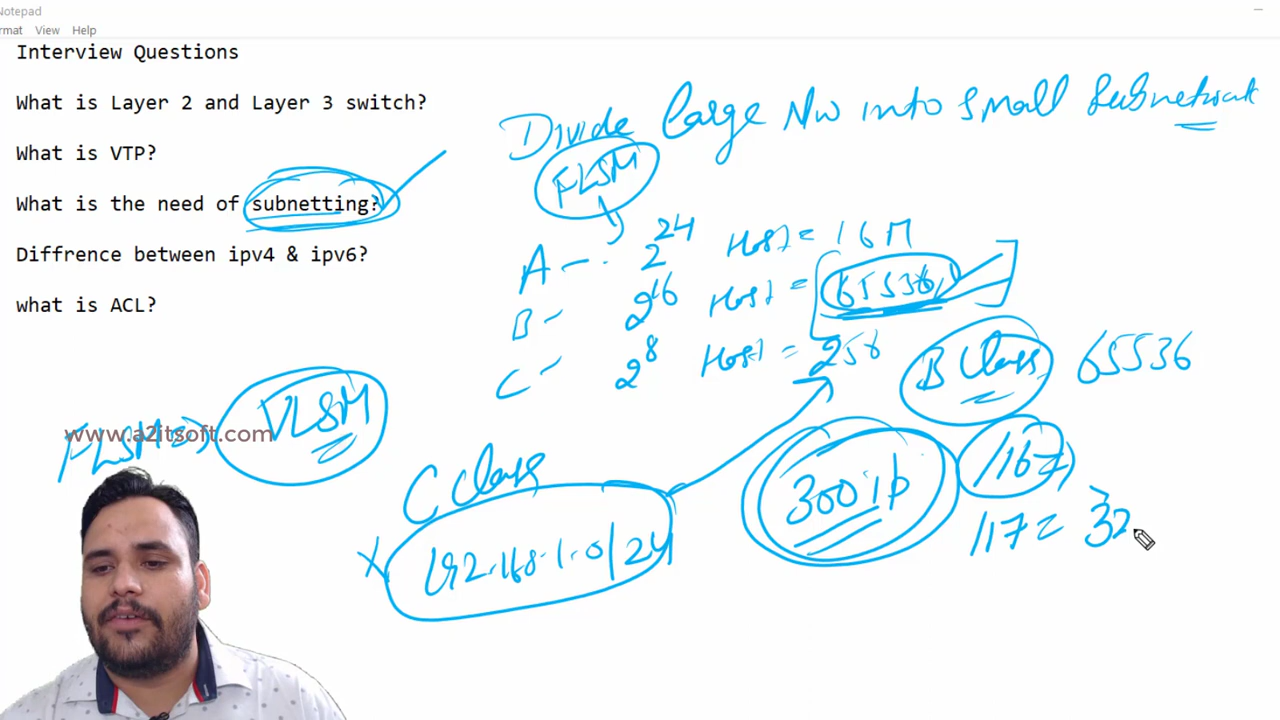 Notepad
rmat View Help
Interview Questions
What is Layer 2 and Layer 3 switch?
What is VTP?
What is the need of subnetting?
Diffrence between ipv4 & ipv6?
what is ACL?
Divide Large Nw into Small Subnetwork
FLSM
A - 2^24 Host = 16M
B - 2^16 Host = 65536
C - 2^8 Host = 256
B Class 65536
FLSM VLSM
www.a2itsoft.com
C Class
192.168.1.0/24
300 ip
/16
/17 = 32